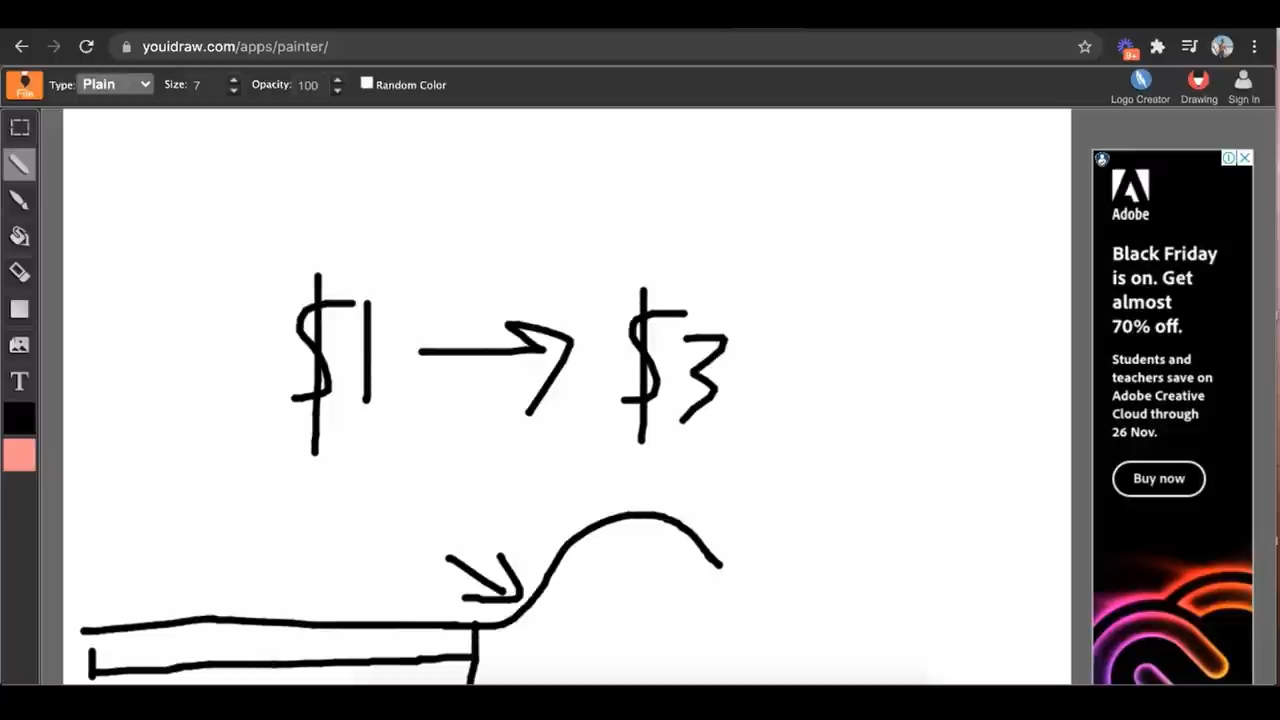 youidraw.com/apps/painter/
9+
File
Type: Plain Size: 7 Opacity: 100 Random Color
Logo Creator Drawing Sign In
$1 → $3
T
Adobe
Black Friday
is on. Get
almost
70% off.
Students and
teachers save on
Adobe Creative
Cloud through
26 Nov.
Buy now